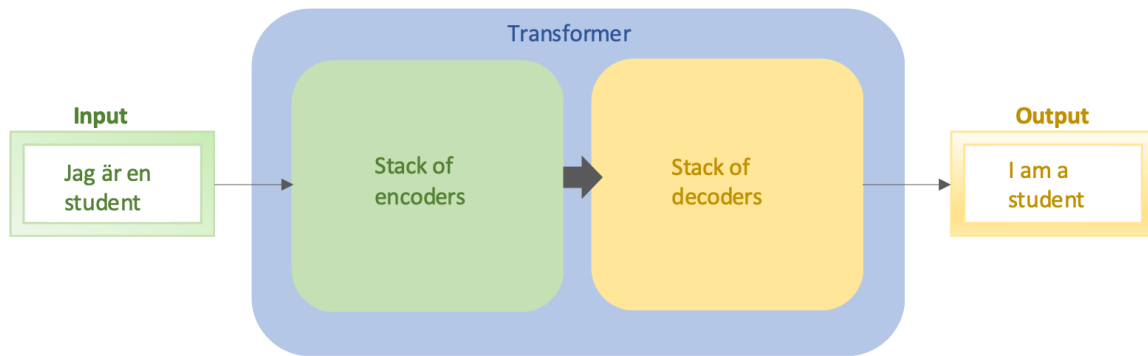 Transformer
Input
Jag är en
student
Stack of
encoders
Stack of
decoders
Output
I am a
student